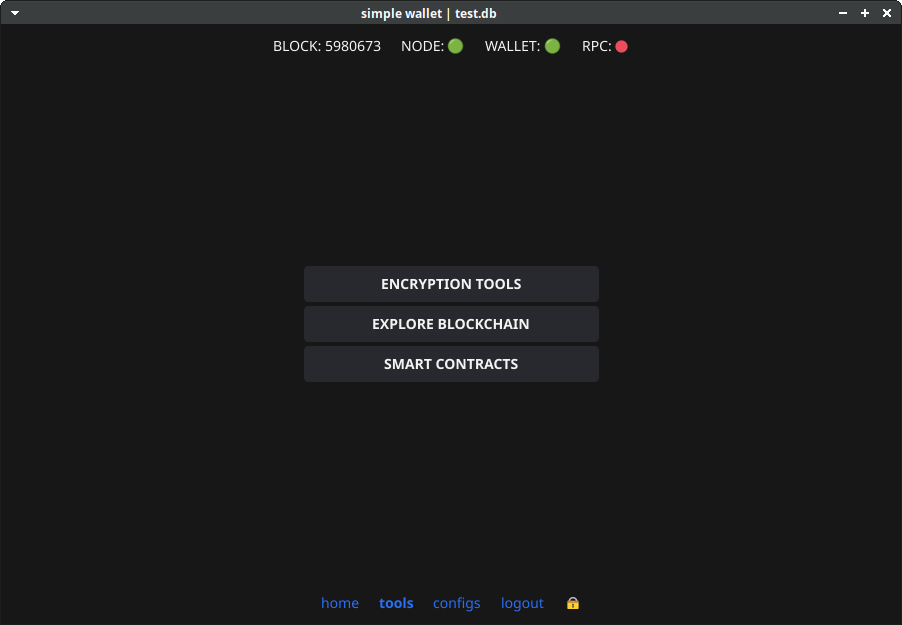 simple wallet | test.db
BLOCK: 5980673 NODE: WALLET: RPC:
ENCRYPTION TOOLS
EXPLORE BLOCKCHAIN
SMART CONTRACTS
home tools configs logout